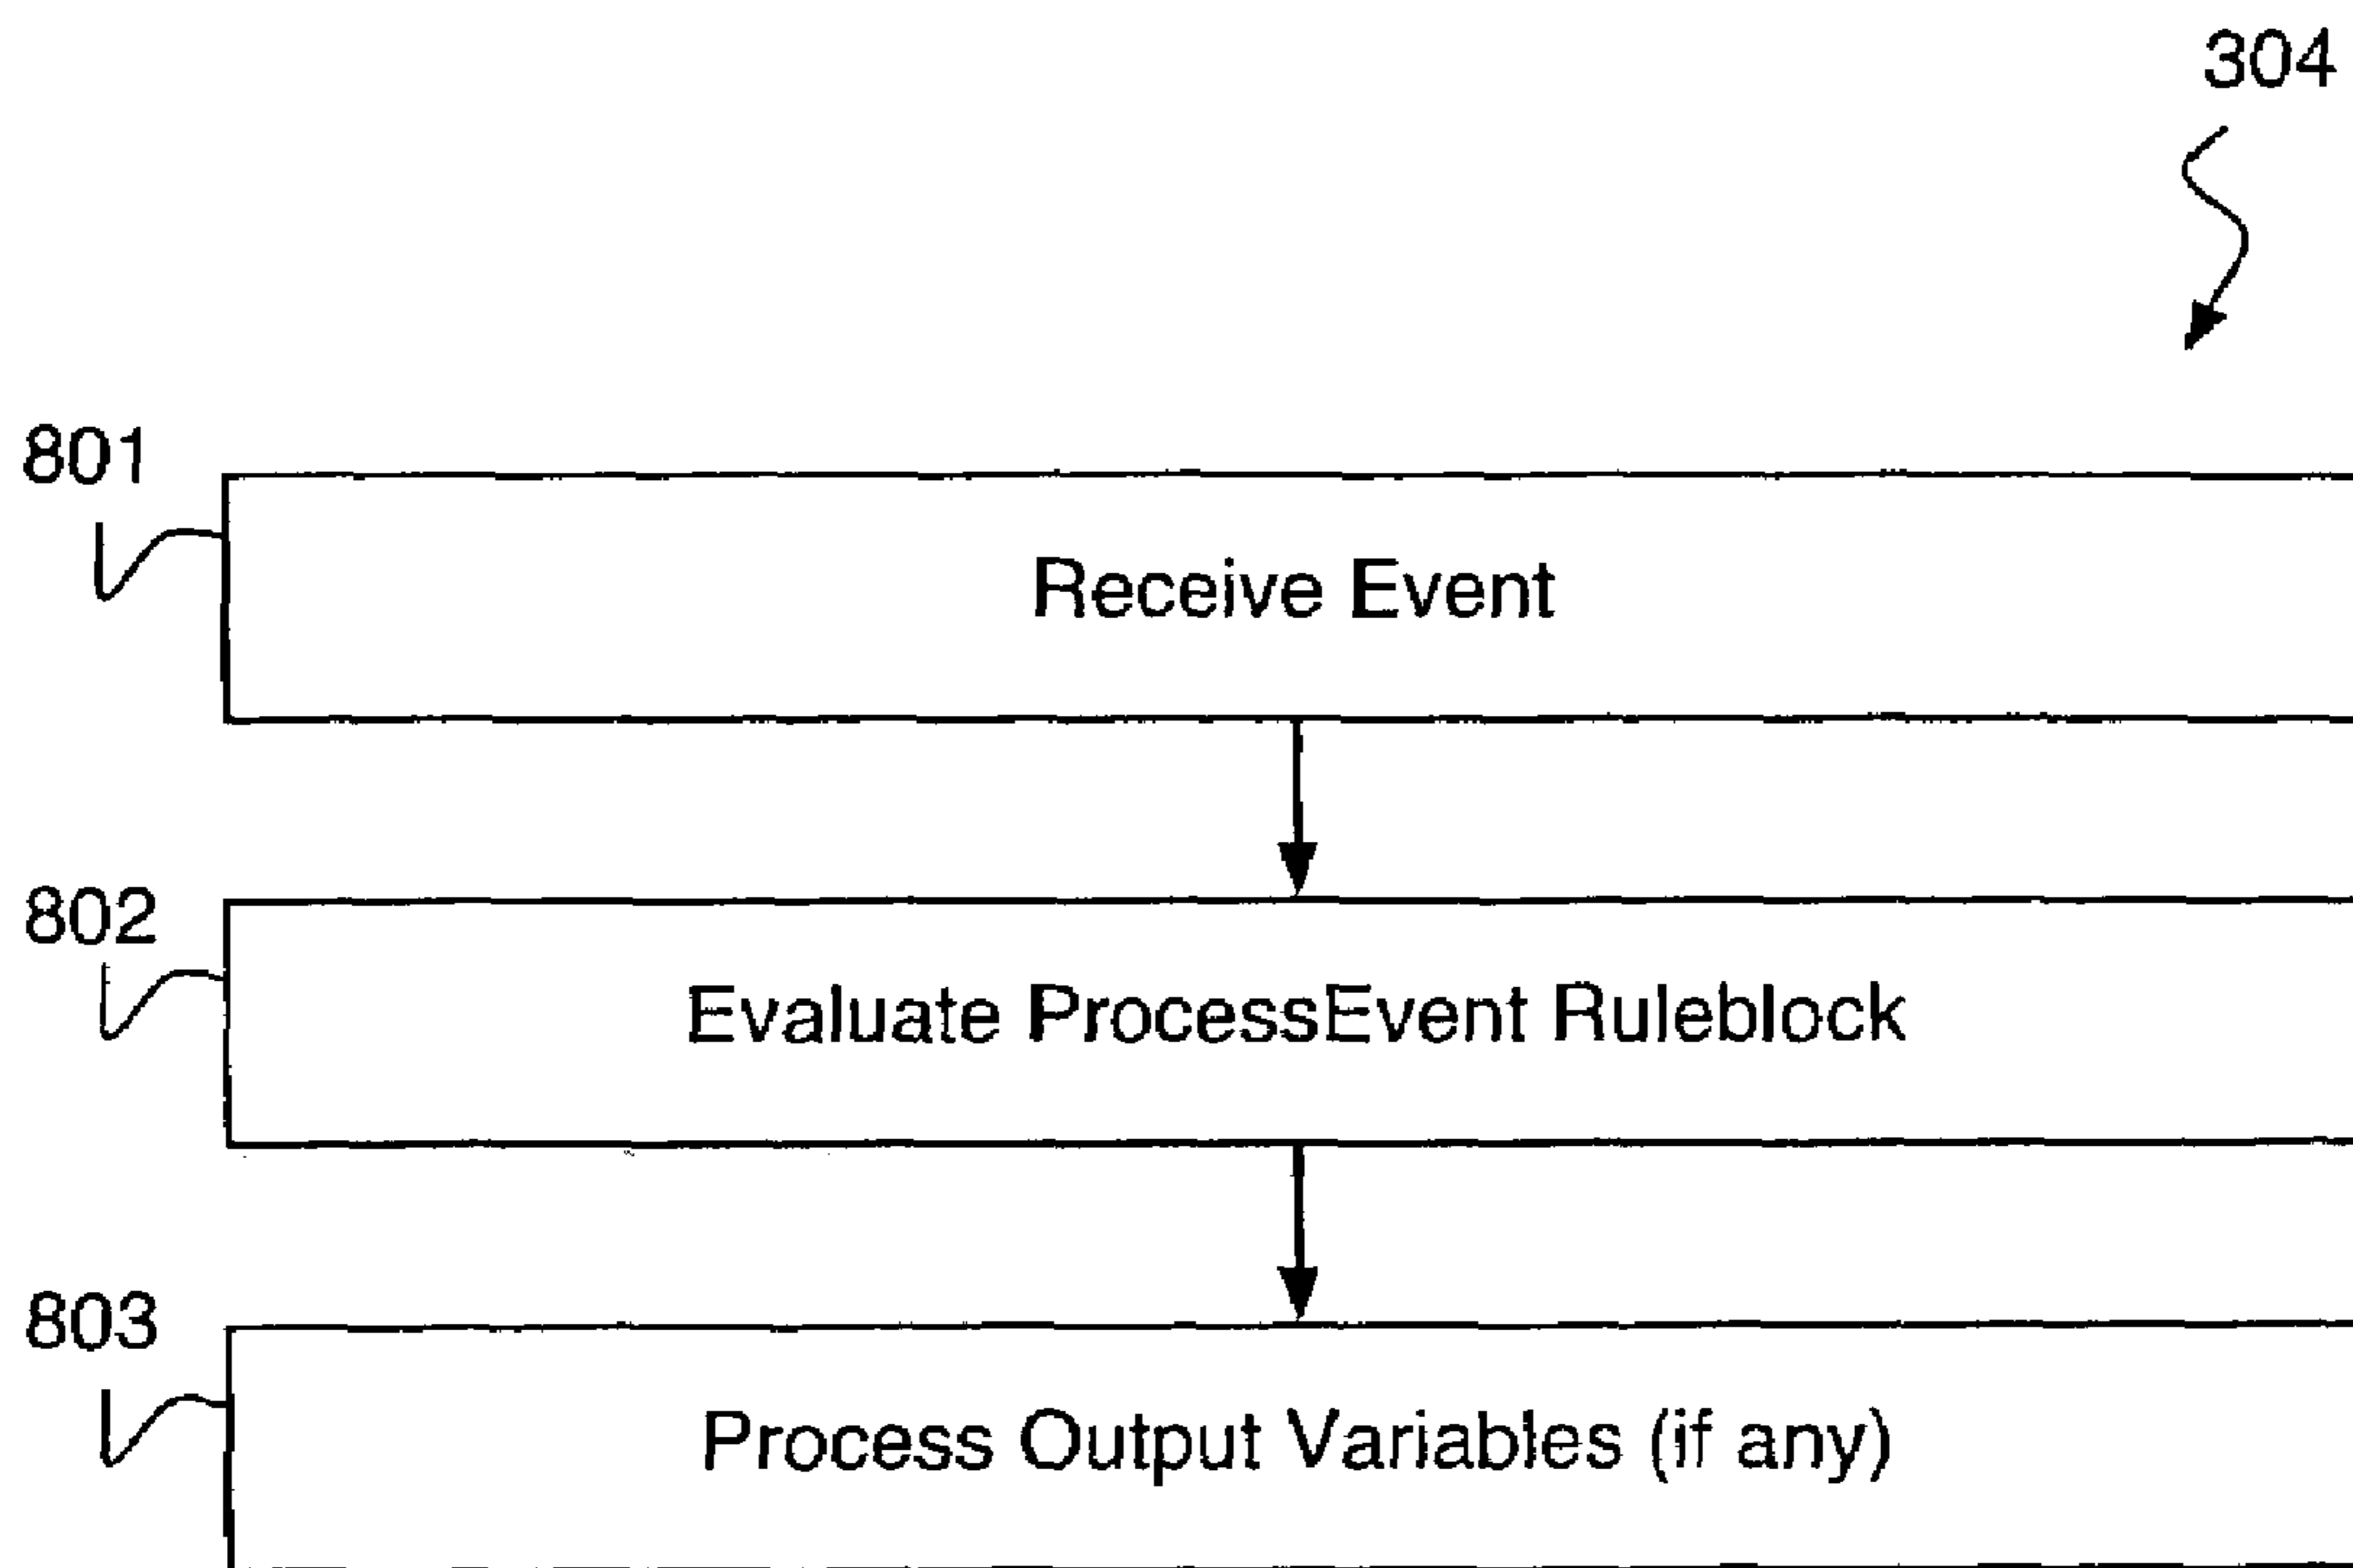 304
801
Receive Event
802
Evaluate ProcessEvent Ruleblock
803
Process Output Variables (if any)